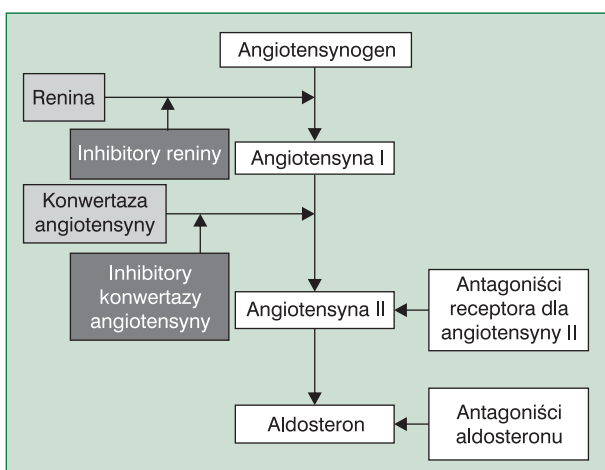 Angiotensynogen
Renina
Inhibitory reniny
Angiotensyna I
Konwertaza
angiotensyny
Inhibitory
konwertazy
angiotensyny
Angiotensyna II
Antagoniści
receptora dla
angiotensyny II
Aldosteron
Antagoniści
aldosteronu